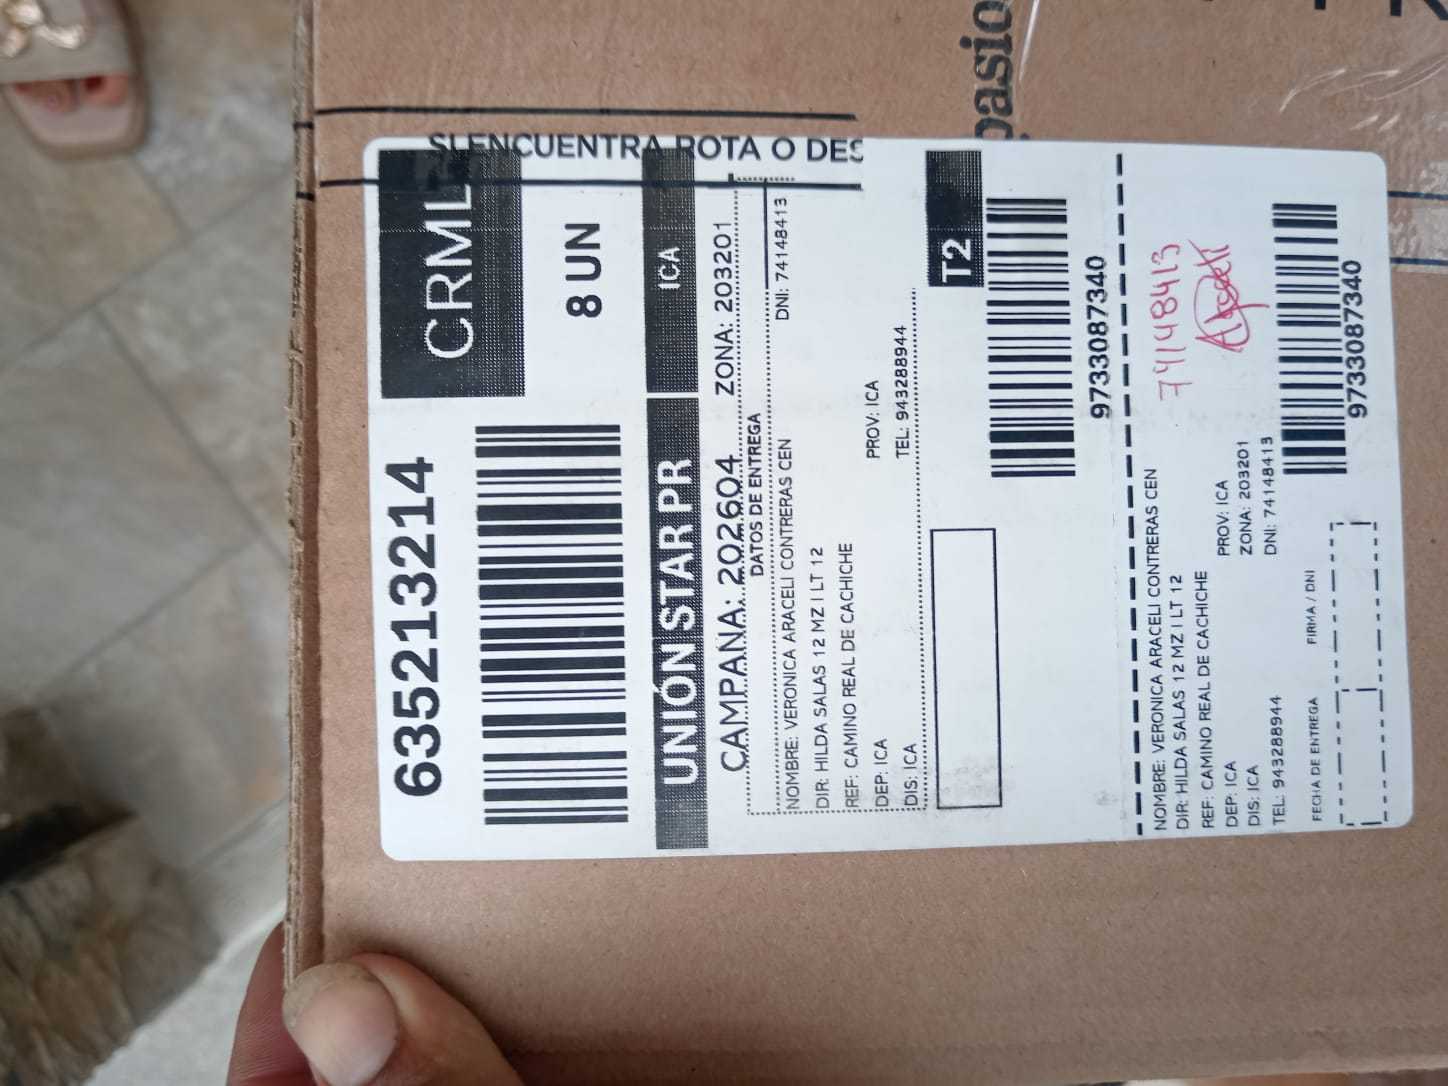 pasio
SI ENCUENTRA ROTA O DES
CRML
635213214
8 UN
UNIÓN STAR PR
ICA
CAMPAÑA: 202604 ZONA: 203201
DATOS DE ENTREGA
DNI: 74148413
NOMBRE: VERONICA ARACELI CONTRERAS CEN
DIR: HILDA SALAS 12 MZ I LT 12
REF: CAMINO REAL DE CACHICHE
DEP: ICA PROV: ICA
DIS: ICA TEL: 943288944
T2
9733087340
74148413
NOMBRE: VERONICA ARACELI CONTRERAS CEN
DIR: HILDA SALAS 12 MZ I LT 12
REF: CAMINO REAL DE CACHICHE
DEP: ICA PROV: ICA
DIS: ICA ZONA: 203201
TEL: 943288944 DNI: 74148413
FECHA DE ENTREGA FIRMA / DNI
9733087340